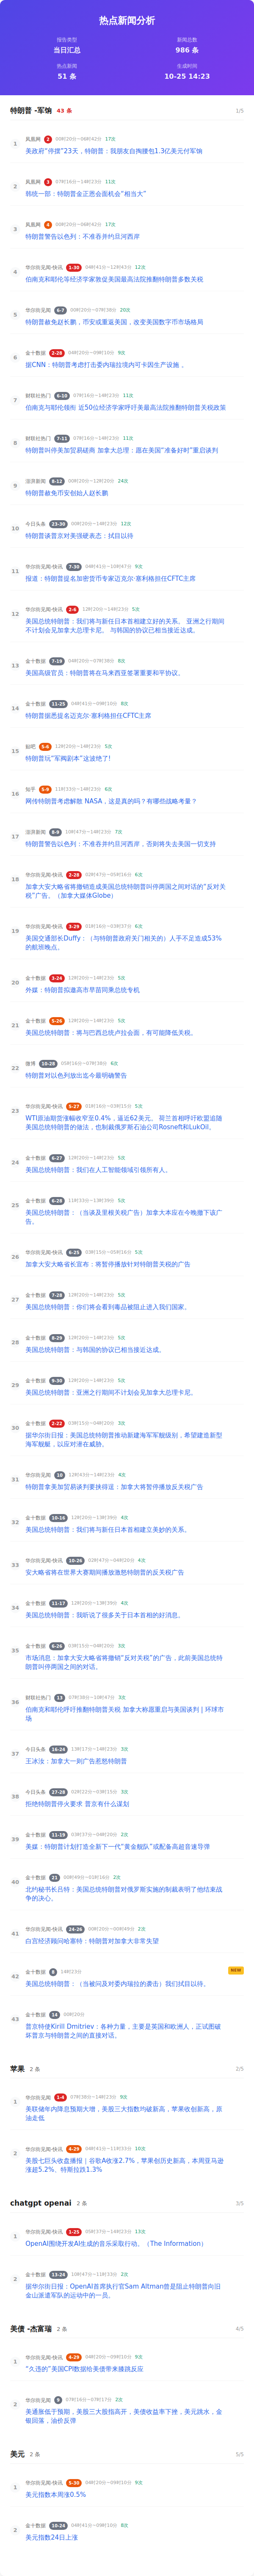 热点新闻分析
报告类型
新闻总数
当日汇总
986 条
热点新闻
生成时间
51 条
10-25 14:23
特朗普 -军饷 43 条 1/5
1
凤凰网 2 00时20分~06时42分 17次
美政府“停摆”23天，特朗普：我朋友自掏腰包1.3亿美元付军饷
2
凤凰网 3 07时16分~14时23分 11次
韩统一部：特朗普金正恩会面机会“相当大”
3
凤凰网 4 00时20分~06时42分 17次
特朗普警告以色列：不准吞并约旦河西岸
4
华尔街见闻-快讯 1-30 04时41分~12时43分 12次
伯南克和耶伦等经济学家敦促美国最高法院推翻特朗普多数关税
5
华尔街见闻 6-7 00时20分~07时38分 20次
特朗普赦免赵长鹏，币安或重返美国，改变美国数字币市场格局
6
金十数据 2-28 04时20分~09时10分 9次
据CNN：特朗普考虑打击委内瑞拉境内可卡因生产设施 。
7
财联社热门 6-10 07时16分~14时23分 11次
伯南克与耶伦领衔 近50位经济学家呼吁美最高法院推翻特朗普关税政策
8
财联社热门 7-11 07时16分~14时23分 11次
特朗普叫停美加贸易磋商 加拿大总理：愿在美国“准备好时”重启谈判
9
澎湃新闻 8-12 00时20分~12时20分 24次
特朗普赦免币安创始人赵长鹏
10
今日头条 23-30 00时20分~14时23分 12次
特朗普谈普京对美强硬表态：拭目以待
11
华尔街见闻-快讯 7-30 04时41分~10时47分 9次
报道：特朗普提名加密货币专家迈克尔·塞利格担任CFTC主席
12
华尔街见闻-快讯 2-6 12时20分~14时23分 5次
美国总统特朗普：我们将与新任日本首相建立好的关系。 亚洲之行期间
不计划会见加拿大总理卡尼。 与韩国的协议已相当接近达成。
13
金十数据 7-19 04时20分~07时38分 8次
美国高级官员：特朗普将在马来西亚签署重要和平协议。
14
金十数据 11-25 04时41分~09时10分 8次
特朗普据悉提名迈克尔·塞利格担任CFTC主席
15
贴吧 5-6 12时20分~14时23分 5次
特朗普玩“军阀剧本”这波绝了!
16
知乎 5-9 11时33分~14时23分 6次
网传特朗普考虑解散 NASA，这是真的吗？有哪些战略考量？
17
澎湃新闻 8-9 10时47分~14时23分 7次
特朗普警告以色列：不准吞并约旦河西岸，否则将失去美国一切支持
18
华尔街见闻-快讯 2-28 02时47分~05时16分 6次
加拿大安大略省将撤销造成美国总统特朗普叫停两国之间对话的“反对关
税”广告。（加拿大媒体Globe）
19
华尔街见闻-快讯 3-29 01时16分~03时37分 6次
美国交通部长Duffy：（与特朗普政府关门相关的）人手不足造成53%
的航班晚点。
20
金十数据 3-24 12时20分~14时23分 5次
外媒：特朗普拟邀高市早苗同乘总统专机
21
金十数据 5-26 12时20分~14时23分 5次
美国总统特朗普：将与巴西总统卢拉会面，有可能降低关税。
22
微博 10-28 05时16分~07时38分 6次
特朗普对以色列放出迄今最明确警告
23
华尔街见闻-快讯 5-27 01时16分~03时15分 5次
WTI原油期货涨幅收窄至0.4%，逼近62美元。 荷兰首相呼吁欧盟追随
美国总统特朗普的做法，也制裁俄罗斯石油公司Rosneft和LukOil。
24
金十数据 6-27 12时20分~14时23分 5次
美国总统特朗普：我们在人工智能领域引领所有人。
25
金十数据 6-28 11时33分~13时39分 5次
美国总统特朗普：（当谈及里根关税广告）加拿大本应在今晚撤下该广
告。
26
华尔街见闻-快讯 6-25 03时15分~05时16分 5次
加拿大安大略省长宣布：将暂停播放针对特朗普关税的广告
27
金十数据 7-28 12时20分~14时23分 5次
美国总统特朗普：你们将会看到毒品被阻止进入我们国家。
28
金十数据 8-29 12时20分~14时23分 5次
美国总统特朗普：与韩国的协议已相当接近达成。
29
金十数据 9-30 12时20分~14时23分 5次
美国总统特朗普：亚洲之行期间不计划会见加拿大总理卡尼。
30
金十数据 2-22 03时15分~04时20分 3次
据华尔街日报：美国总统特朗普推动新建海军军舰级别，希望建造新型
海军舰艇，以应对潜在威胁。
31
华尔街见闻 10 12时03分~14时23分 4次
特朗普拿美加贸易谈判要挟得逞：加拿大将暂停播放反关税广告
32
金十数据 10-16 12时20分~13时39分 4次
美国总统特朗普：我们将与新任日本首相建立美妙的关系。
33
华尔街见闻-快讯 10-26 02时47分~04时20分 4次
安大略省将在世界大赛期间播放激怒特朗普的反关税广告
34
金十数据 11-17 12时20分~13时39分 4次
美国总统特朗普：我听说了很多关于日本首相的好消息。
35
金十数据 6-26 03时15分~04时20分 3次
市场消息：加拿大安大略省将撤销“反对关税”的广告，此前美国总统特
朗普叫停两国之间的对话。
36
财联社热门 13 07时38分~10时47分 3次
伯南克和耶伦呼吁推翻特朗普关税 加拿大称愿重启与美国谈判 | 环球市
场
37
今日头条 16-24 13时17分~14时23分 3次
王冰汝：加拿大一则广告惹怒特朗普
38
今日头条 27-28 02时22分~03时15分 3次
拒绝特朗普停火要求 普京有什么谋划
39
金十数据 11-19 03时37分~04时20分 2次
美媒：特朗普计划打造全新下一代“黄金舰队”或配备高超音速导弹
40
金十数据 21 00时49分~01时16分 2次
北约秘书长吕特：美国总统特朗普对俄罗斯实施的制裁表明了他结束战
争的决心。
41
华尔街见闻-快讯 24-26 00时20分~00时49分 2次
白宫经济顾问哈塞特：特朗普对加拿大非常失望
42
金十数据 8 14时23分
NEW
美国总统特朗普：（当被问及对委内瑞拉的袭击）我们拭目以待。
43
金十数据 14 00时20分
普京特使Kirill Dmitriev：各种力量，主要是英国和欧洲人，正试图破
坏普京与特朗普之间的直接对话。
苹果 2 条 2/5
1
华尔街见闻 1-4 07时38分~14时23分 9次
美联储年内降息预期大增，美股三大指数均破新高，苹果收创新高，原
油走低
2
华尔街见闻-快讯 4-29 04时41分~11时33分 10次
美股七巨头收盘播报 | 谷歌A收涨2.7%，苹果创历史新高，本周亚马逊
涨超5.2%、特斯拉跌1.3%
chatgpt openai 2 条 3/5
1
华尔街见闻-快讯 1-25 05时37分~14时23分 13次
OpenAI围绕开发AI生成的音乐采取行动。（The Information）
2
金十数据 13-24 10时47分~11时33分 2次
据华尔街日报：OpenAI首席执行官Sam Altman曾是阻止特朗普向旧
金山派遣军队的运动中的一员。
美债 -杰富瑞 2 条 4/5
1
华尔街见闻-快讯 4-29 04时20分~09时10分 9次
“久违的”美国CPI数据给美债带来膝跳反应
2
华尔街见闻 9 07时16分~07时17分 2次
美通胀低于预期，美股三大股指高开，美债收益率下挫，美元跳水，金
银回落，油价反弹
美元 2 条 5/5
1
华尔街见闻-快讯 5-30 04时20分~09时10分 9次
美元指数本周涨0.5%
2
金十数据 10-24 04时41分~09时10分 8次
美元指数24日上涨